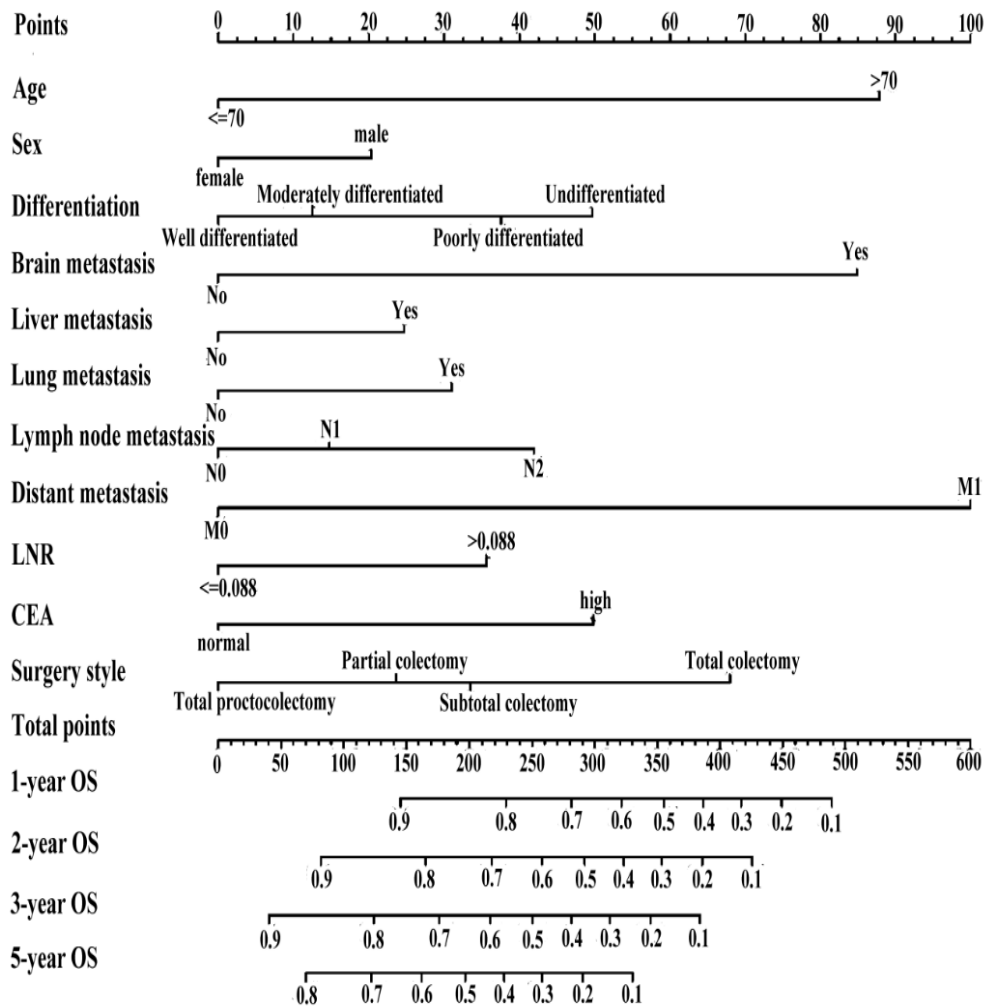 Points 0 10 20 30 40 50 60 70 80 90 100
Age >70
<=70
Sex male
female
Differentiation Moderately differentiated Undifferentiated
Well differentiated Poorly differentiated
Brain metastasis Yes
No
Liver metastasis Yes
No
Lung metastasis Yes
No
Lymph node metastasis N1
N0 N2
Distant metastasis M1
M0
LNR >0.088
<=0.088
CEA high
normal
Surgery style Partial colectomy Total colectomy
Total proctocolectomy Subtotal colectomy
Total points
0 50 100 150 200 250 300 350 400 450 500 550 600
1-year OS
0.9 0.8 0.7 0.6 0.5 0.4 0.3 0.2 0.1
2-year OS
0.9 0.8 0.7 0.6 0.5 0.4 0.3 0.2 0.1
3-year OS
0.9 0.8 0.7 0.6 0.5 0.4 0.3 0.2 0.1
5-year OS
0.8 0.7 0.6 0.5 0.4 0.3 0.2 0.1